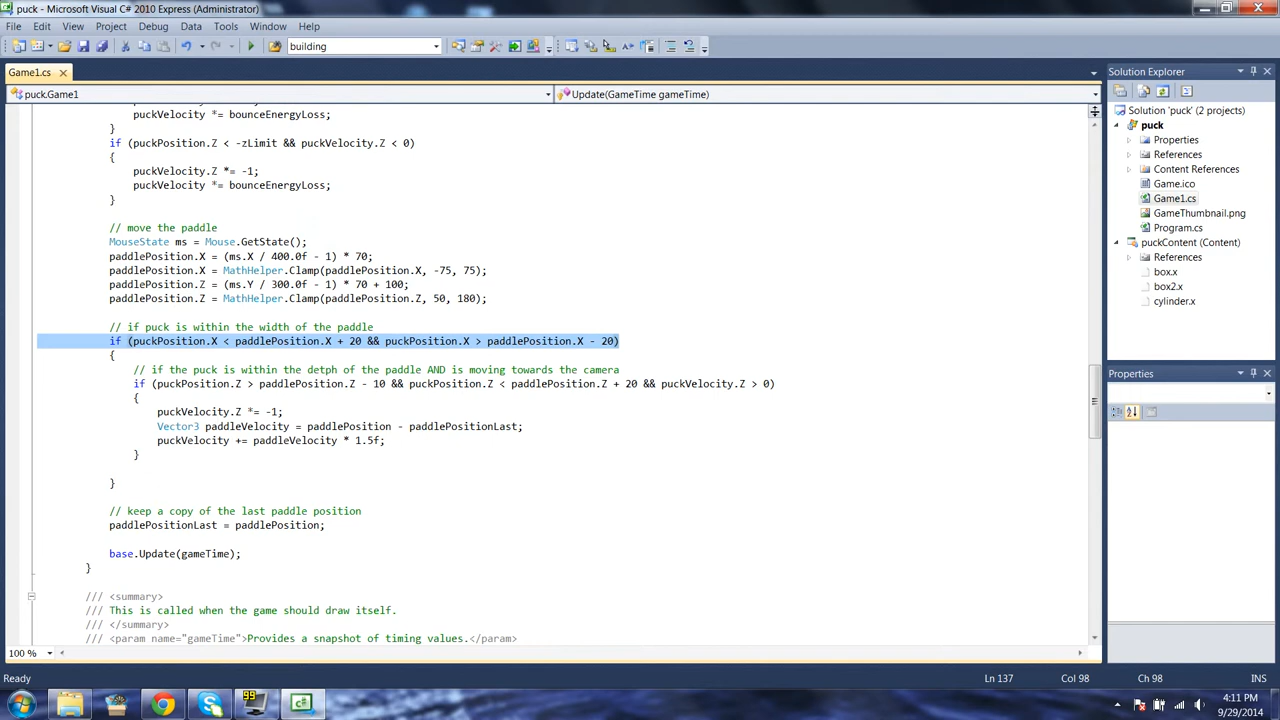 puck - Microsoft Visual C# 2010 Express (Administrator)
File Edit View Project Debug Data Tools Window Help
building
Game1.cs
puck.Game1
Update(GameTime gameTime)
puckVelocity *= bounceEnergyLoss;
}
if (puckPosition.Z < -zLimit && puckVelocity.Z < 0)
{
puckVelocity.Z *= -1;
puckVelocity *= bounceEnergyLoss;
}
// move the paddle
MouseState ms = Mouse.GetState();
paddlePosition.X = (ms.X / 400.0f - 1) * 70;
paddlePosition.X = MathHelper.Clamp(paddlePosition.X, -75, 75);
paddlePosition.Z = (ms.Y / 300.0f - 1) * 70 + 100;
paddlePosition.Z = MathHelper.Clamp(paddlePosition.Z, 50, 180);
// if puck is within the width of the paddle
if (puckPosition.X < paddlePosition.X + 20 && puckPosition.X > paddlePosition.X - 20)
{
// if the puck is within the detph of the paddle AND is moving towards the camera
if (puckPosition.Z > paddlePosition.Z - 10 && puckPosition.Z < paddlePosition.Z + 20 && puckVelocity.Z > 0)
{
puckVelocity.Z *= -1;
Vector3 paddleVelocity = paddlePosition - paddlePositionLast;
puckVelocity += paddleVelocity * 1.5f;
}
}
// keep a copy of the last paddle position
paddlePositionLast = paddlePosition;
base.Update(gameTime);
}
/// <summary>
/// This is called when the game should draw itself.
/// </summary>
/// <param name="gameTime">Provides a snapshot of timing values.</param>
100 %
Solution Explorer
Solution 'puck' (2 projects)
puck
Properties
References
Content References
Game.ico
Game1.cs
GameThumbnail.png
Program.cs
puckContent (Content)
References
box.x
box2.x
cylinder.x
Properties
Ready
Ln 137
Col 98
Ch 98
INS
99
C#
4:11 PM
9/29/2014